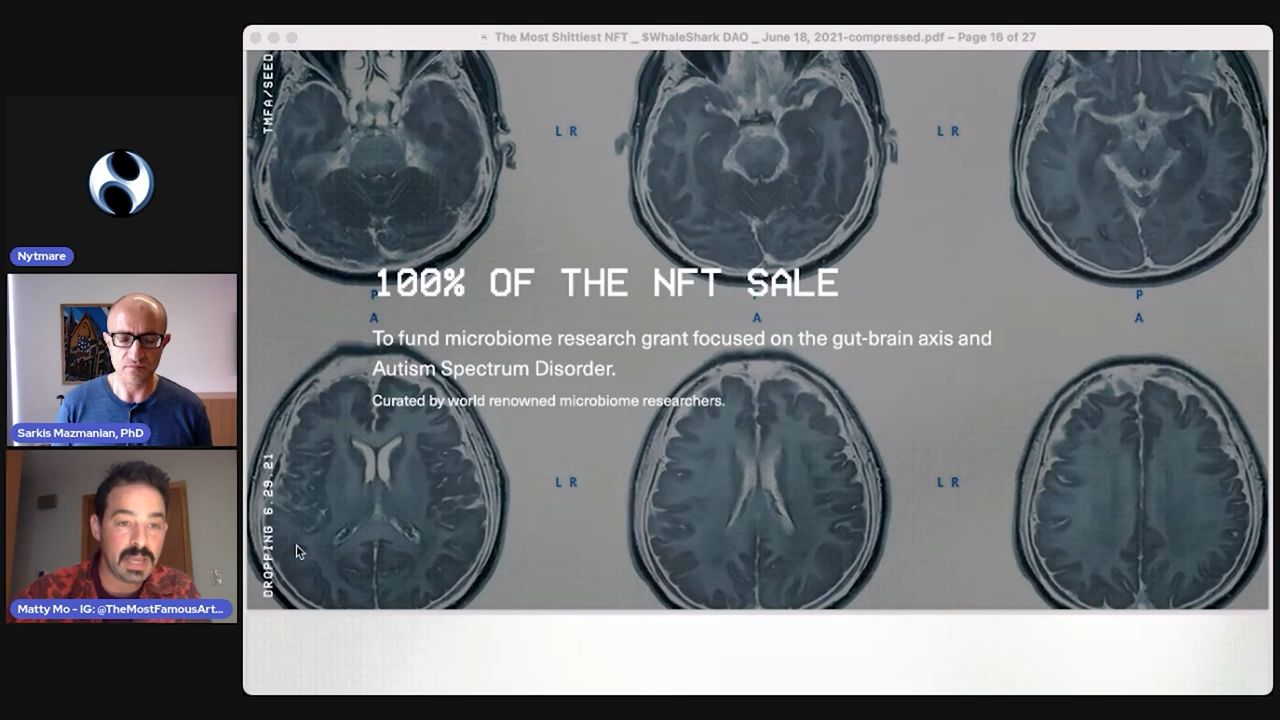 The Most Shittiest NFT _ $WhaleShark DAO _ June 18, 2021-compressed.pdf – Page 16 of 27
TMFA/SEED
L R
L R
100% OF THE NFT SALE
P
P
A
A
A
To fund microbiome research grant focused on the gut-brain axis and
Autism Spectrum Disorder.
Curated by world renowned microbiome researchers.
L R
L R
DROPPING 6.29.21
Nytmare
Sarkis Mazmanian, PhD
Matty Mo - IG: @TheMostFamousArt...